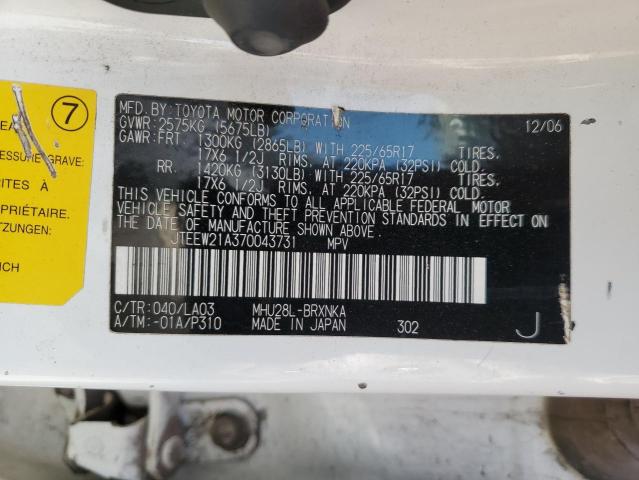 7
ESSURE GRAVE:
RITES À
PRIÉTAIRE.
ICH
MFD. BY: TOYOTA MOTOR CORPORATION 12/06
GVWR: 2575KG (5675LB)
GAWR: FRT. 1300KG (2865LB) WITH 225/65R17 TIRES,
17X6 1/2J RIMS, AT 220KPA (32PSI) COLD
RR. 1420KG (3130LB) WITH 225/65R17 TIRES,
17X6 1/2J RIMS, AT 220KPA (32PSI) COLD
THIS VEHICLE CONFORMS TO ALL APPLICABLE FEDERAL MOTOR
VEHICLE SAFETY AND THEFT PREVENTION STANDARDS IN EFFECT ON
THE DATE OF MANUFACTURE SHOWN ABOVE.
JTEEW21A370043731 MPV
C/TR: 040/LA03 MHU28L-BRXNKA
A/TM: -01A/P310 MADE IN JAPAN 302 J